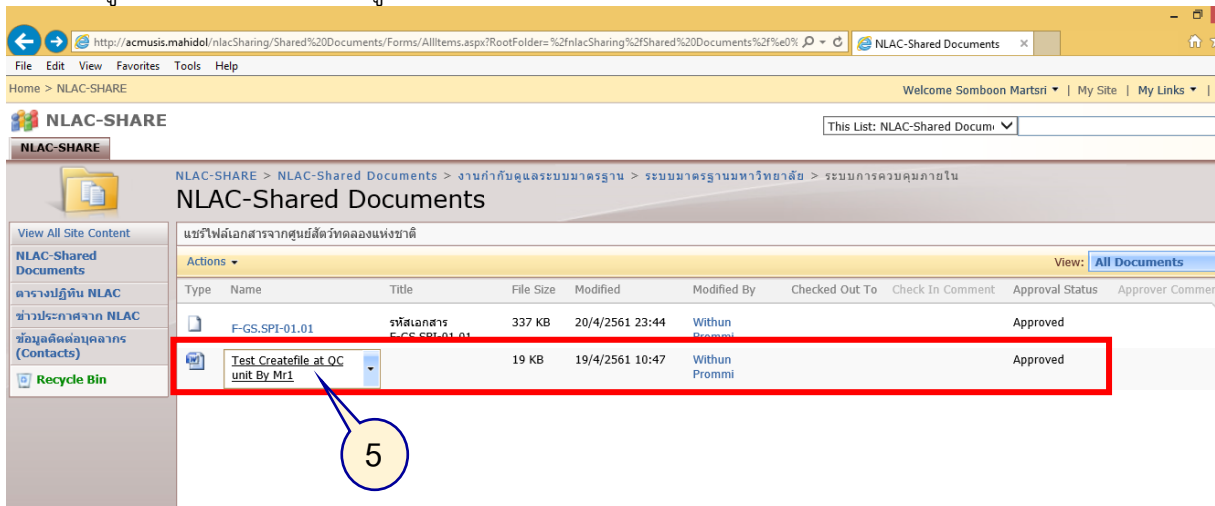 http://acmusis.mahidol/nlacSharing/Shared%20Documents/Forms/AllItems.aspx?RootFolder=%2fnlacSharing%2fShared%20Documents%2f%e0%
NLAC-Shared Documents
File Edit View Favorites Tools Help
Home > NLAC-SHARE
Welcome Somboon Martsri | My Site | My Links |
NLAC-SHARE
This List: NLAC-Shared Docum
NLAC-SHARE
NLAC-SHARE > NLAC-Shared Documents > งานกำกับดูแลระบบมาตรฐาน > ระบบมาตรฐานมหาวิทยาลัย > ระบบการควบคุมภายใน
NLAC-Shared Documents
View All Site Content
NLAC-Shared
Documents
ตารางปฏิทิน NLAC
ข่าวประกาศจาก NLAC
ข้อมูลติดต่อบุคลากร
(Contacts)
Recycle Bin
แชร์ไฟล์เอกสารจากศูนย์สัตว์ทดลองแห่งชาติ
Actions
View: All Documents
Type Name Title File Size Modified Modified By Checked Out To Check In Comment Approval Status Approver Commen
F-GS.SPI-01.01 รหัสเอกสาร 337 KB 20/4/2561 23:44 Withun Approved
F-GS.SPI-01.01 Prommi
Test Createfile at QC 19 KB 19/4/2561 10:47 Withun Approved
unit By Mr1 Prommi
5